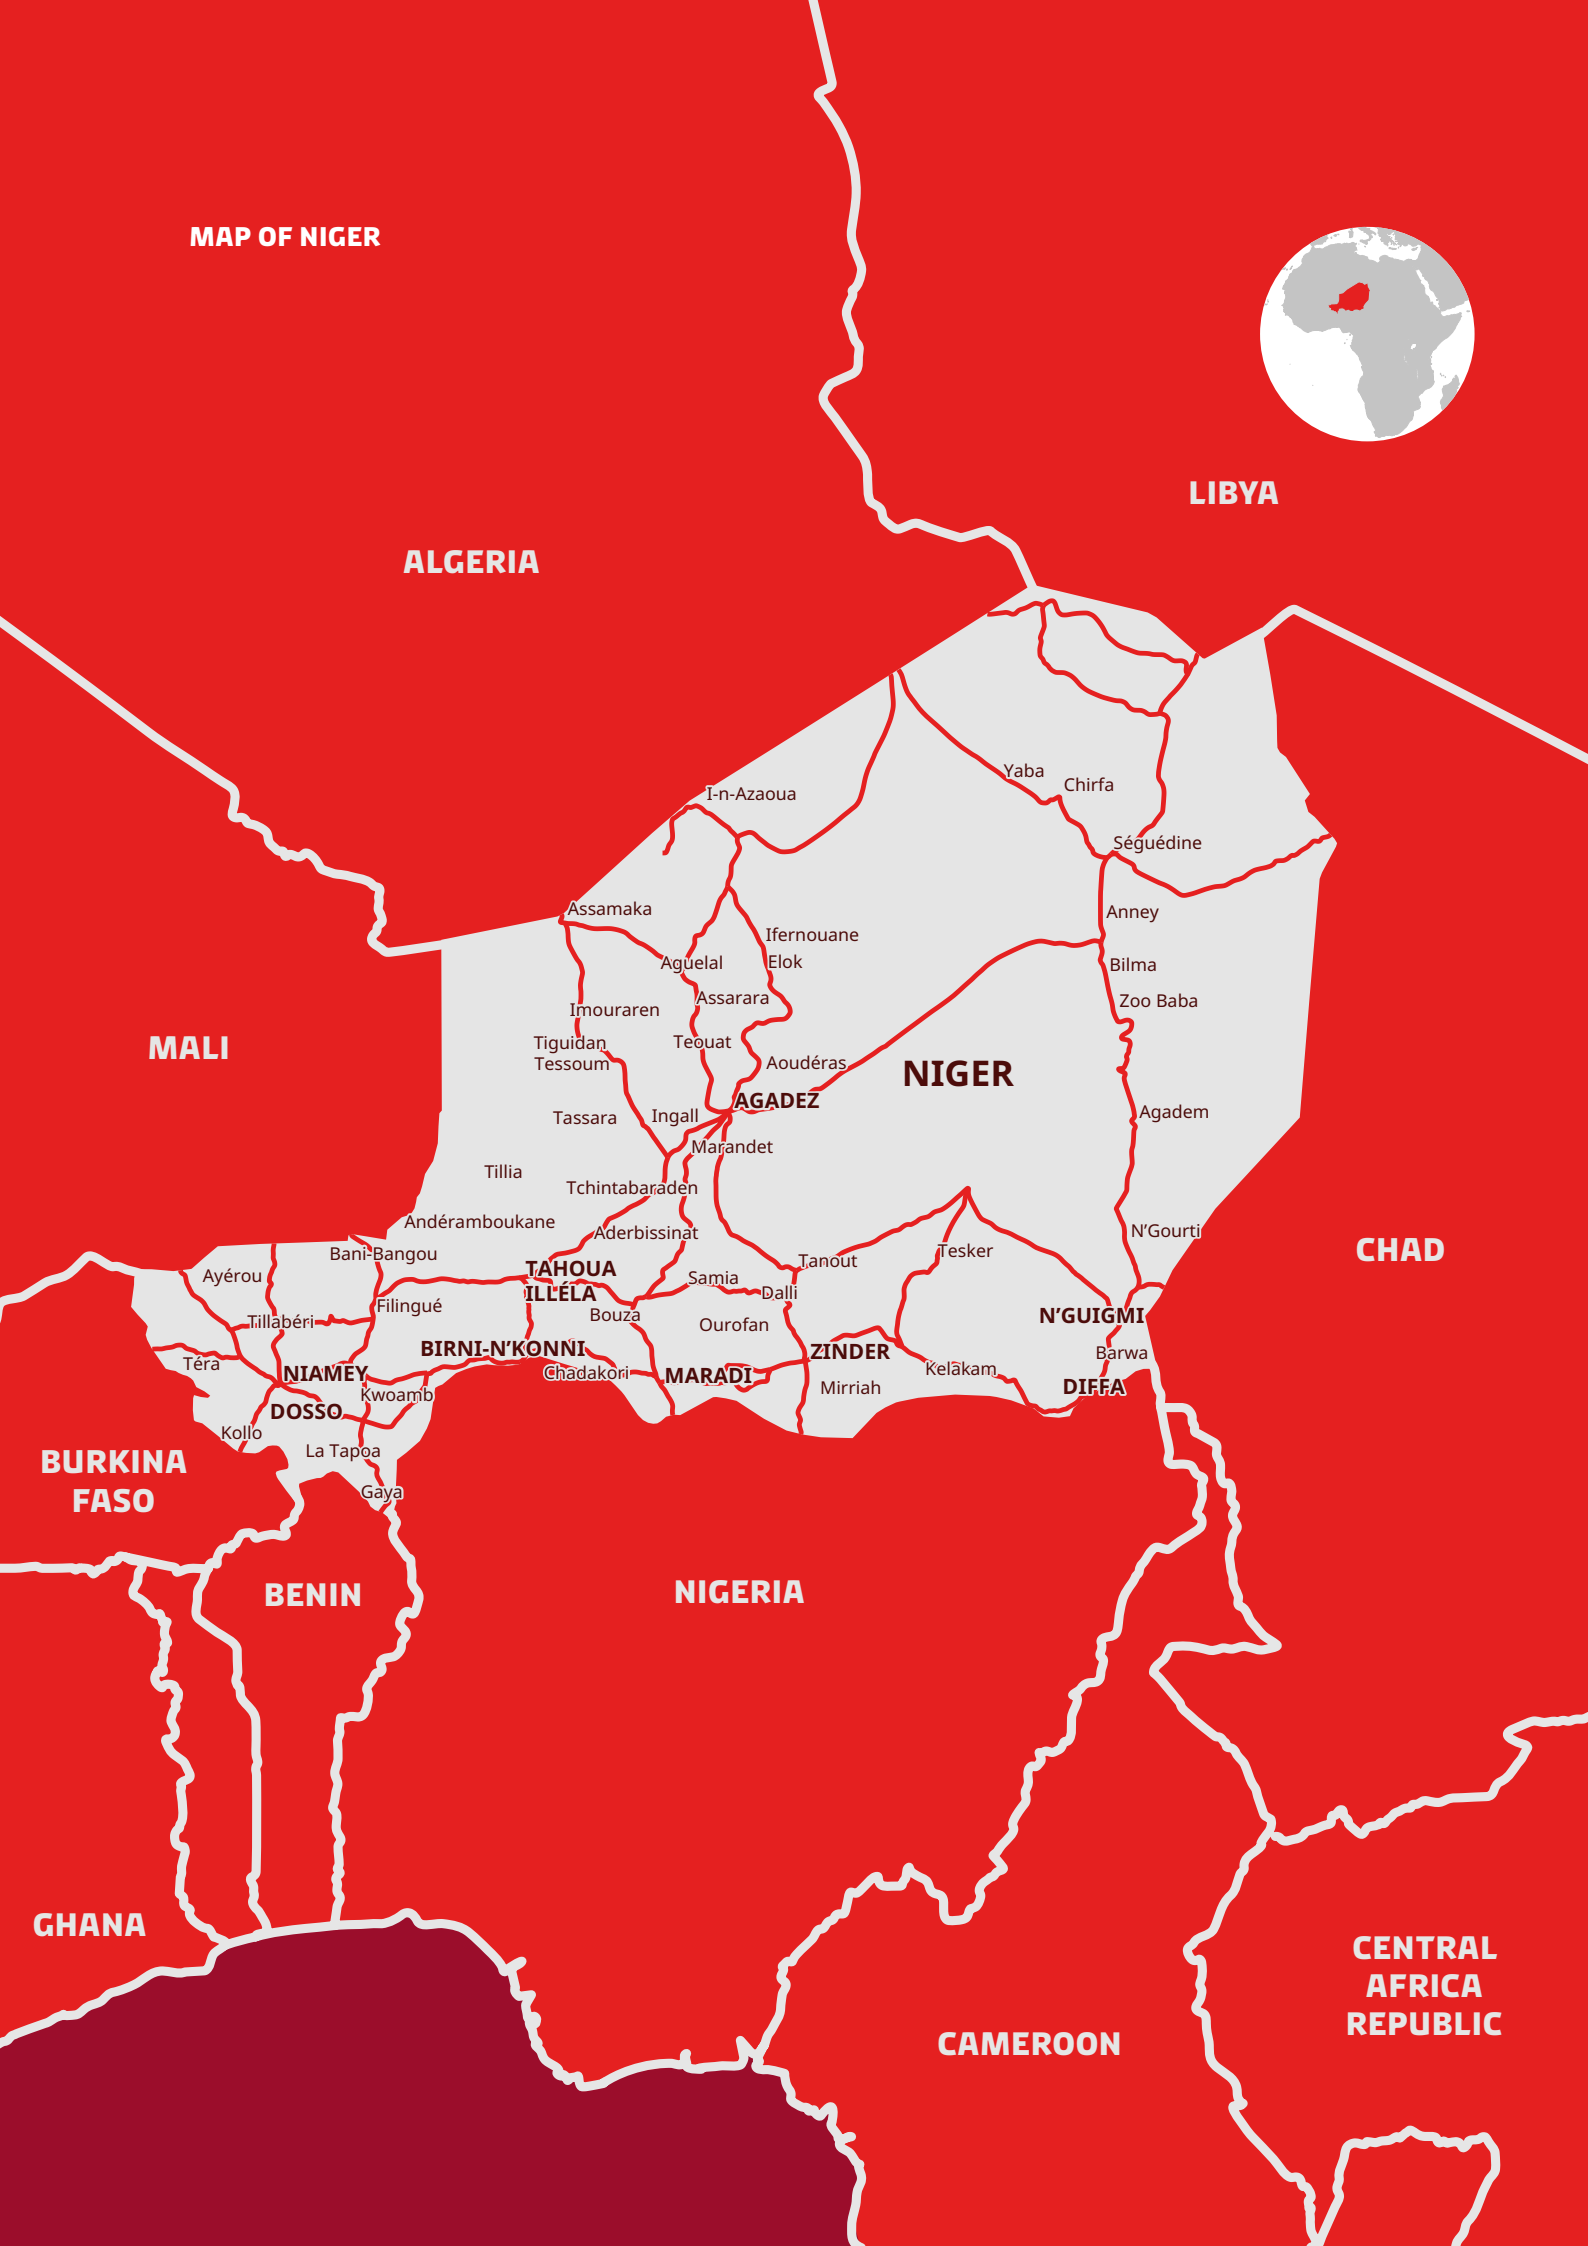 MAP OF NIGER
LIBYA
ALGERIA
Yaba
Chirfa
I-n-Azaoua
Séguédine
Assamaka
Anney
Ifernouane
Aguelal
Elok
Bilma
Assarara
Zoo Baba
Imouraren
Tiguidan
Tessoum
Teouat
MALI
Aoudéras
NIGER
AGADEZ
Tassara
Ingall
Agadem
Marandet
Tillia
Tchintabaraden
Andéramboukane
Aderbissinat
N'Gourti
Bani-Bangou
Tanout
Tesker
CHAD
Ayérou
TAHOUA
ILLÉLA
Samia
Dalli
Filingué
Bouza
N'GUIGMI
Tillabéri
Ourofan
BIRNI-N'KONNI
ZINDER
Barwa
Téra
NIAMEY
Chadakori
MARADI
Kelakam
Kwoamb
Mirriah
DIFFA
DOSSO
Kollo
La Tapoa
BURKINA
FASO
Gaya
BENIN
NIGERIA
GHANA
CENTRAL
AFRICA
REPUBLIC
CAMEROON